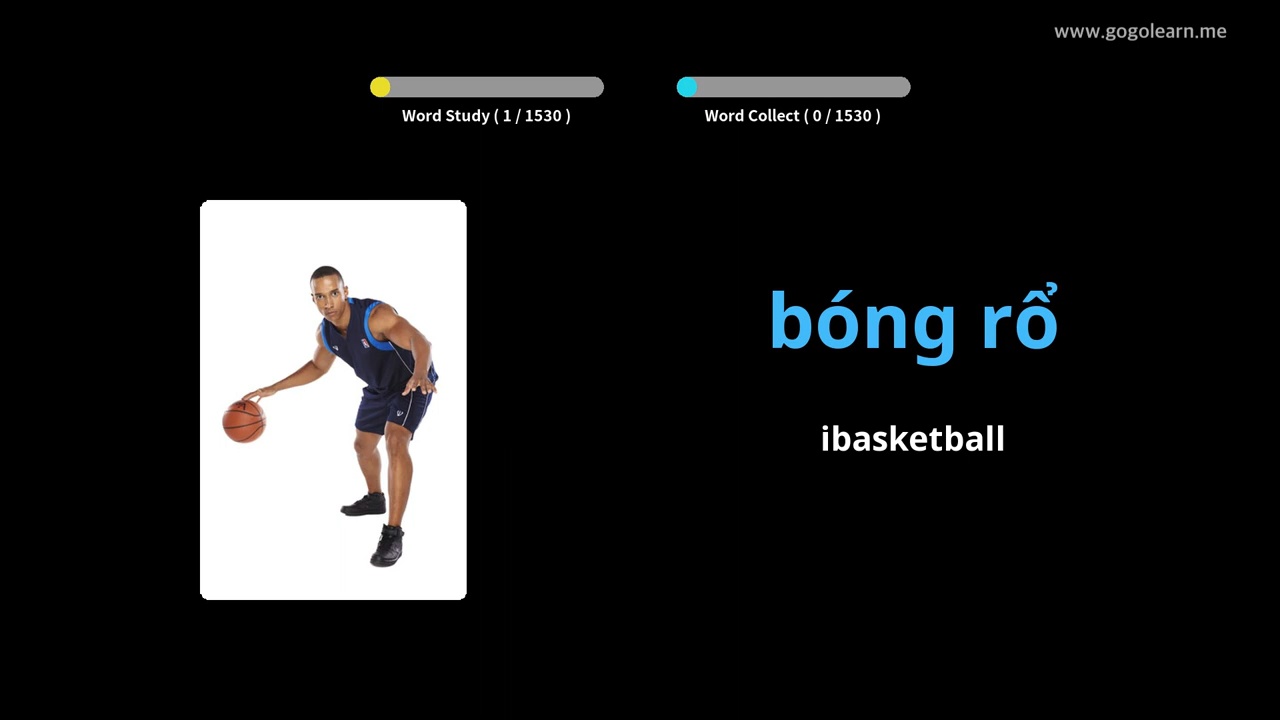 www.gogolearn.me
Word Study ( 1 / 1530 )
Word Collect ( 0 / 1530 )
bóng rổ
ibasketball